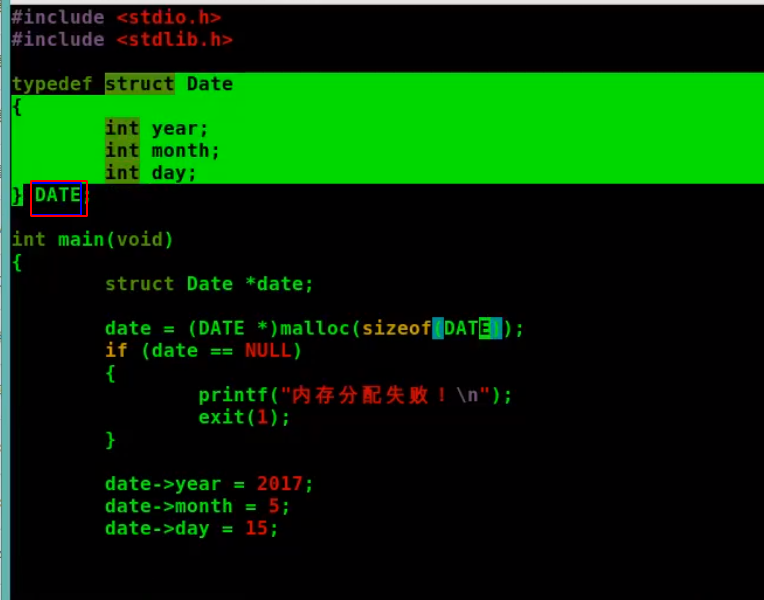 #include <stdio.h>
#include <stdlib.h>
typedef struct Date
{
int year;
int month;
int day;
} DATE;
int main(void)
{
struct Date *date;
date = (DATE *)malloc(sizeof(DATE));
if (date == NULL)
{
printf("内存分配失败！\n");
exit(1);
}
date->year = 2017;
date->month = 5;
date->day = 15;